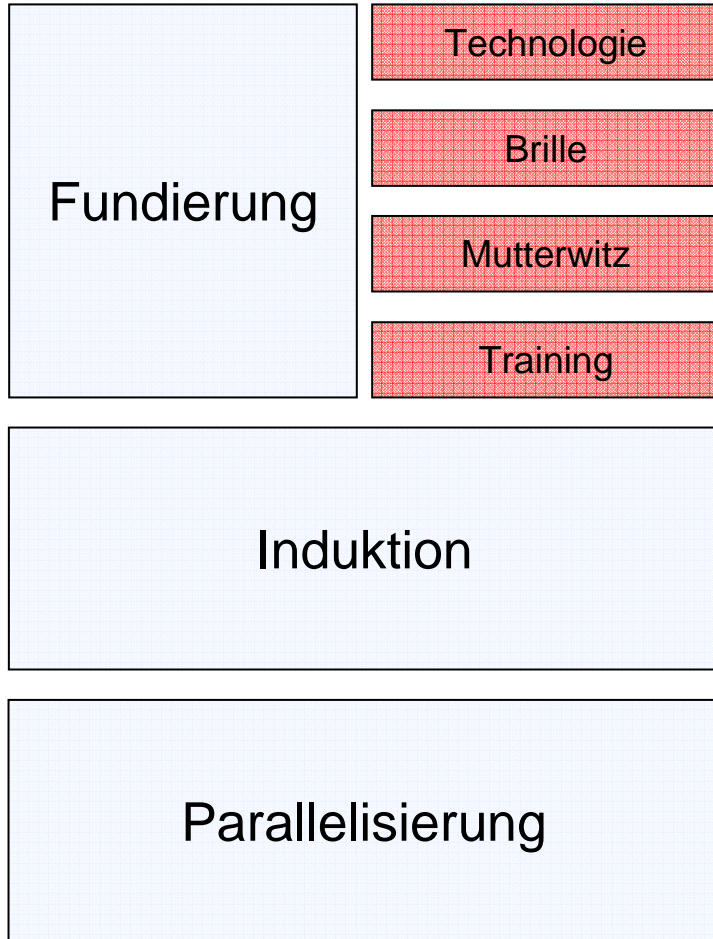 Fundierung
Technologie
Brille
Mutterwitz
Training
Induktion
Parallelisierung